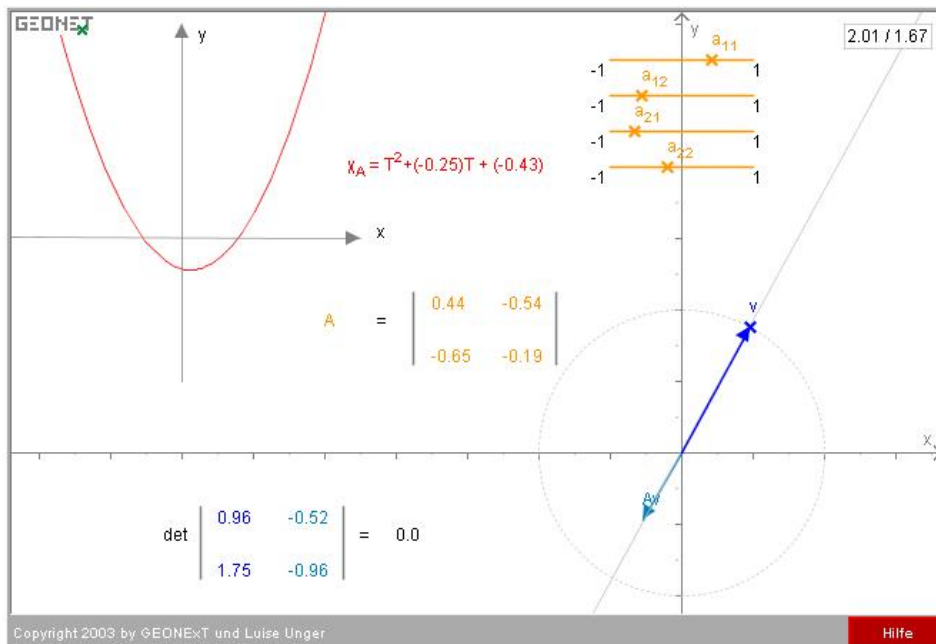 GEONET
y
y
2.01 / 1.67
a11
-1 1
a12
-1 1
a21
-1 1
a22
-1 1
χA = T²+(-0.25)T + (-0.43)
x
A = 0.44 -0.54
-0.65 -0.19
v
x
Av
det 0.96 -0.52 = 0.0
1.75 -0.96
Copyright 2003 by GEONExT und Luise Unger
Hilfe